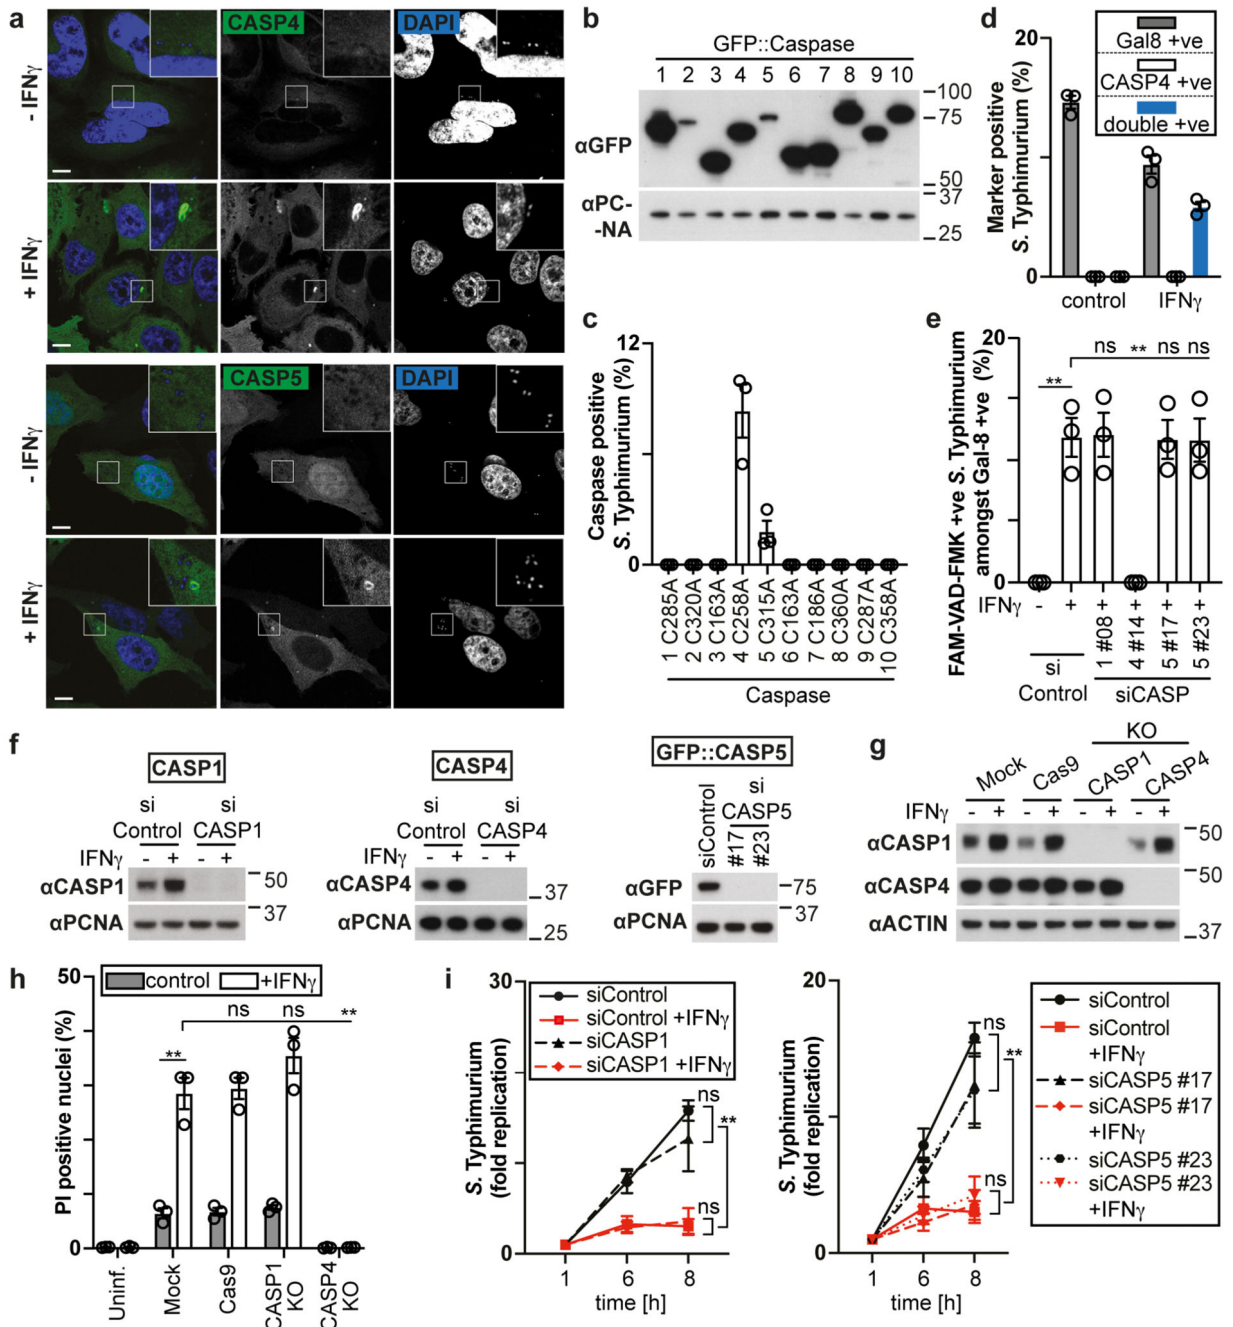 a
CASP4
DAPI
- IFNγ
+ IFNγ
CASP5
DAPI
- IFNγ
+ IFNγ
b
GFP::Caspase
1 2 3 4 5 6 7 8 9 10
αGFP
100
75
50
αPC-
-NA
37
25
c
Caspase positive
S. Typhimurium (%)
12
0
1 C285A
2 C320A
3 C163A
4 C258A
5 C315A
6 C163A
7 C186A
8 C360A
9 C287A
10 C358A
Caspase
d
Marker positive
S. Typhimurium (%)
20
0
Gal8 +ve
CASP4 +ve
double +ve
control
IFNγ
e
FAM-VAD-FMK +ve S. Typhimurium
amongst Gal-8 +ve (%)
20
0
ns ** ns ns
**
IFNγ - + + + + +
1 #08
4 #14
5 #17
5 #23
si
Control
siCASP
f
CASP1
si
Control
si
CASP1
IFNγ - + - +
αCASP1
50
αPCNA
37
CASP4
si
Control
si
CASP4
IFNγ - + - +
αCASP4
37
αPCNA
25
GFP::CASP5
siControl
si
CASP5
#17
#23
αGFP
75
αPCNA
37
g
KO
Mock
Cas9
CASP1
CASP4
IFNγ - + - + - + - +
αCASP1
50
αCASP4
50
αACTIN
37
h
control
+IFNγ
PI positive nuclei (%)
50
0
ns ns **
**
Uninf.
Mock
Cas9
CASP1
KO
CASP4
KO
i
S. Typhimurium
(fold replication)
30
0
siControl
siControl +IFNγ
siCASP1
siCASP1 +IFNγ
ns
**
ns
1 6 8
time [h]
S. Typhimurium
(fold replication)
20
0
ns
**
ns
1 6 8
time [h]
siControl
siControl
+IFNγ
siCASP5 #17
siCASP5 #17
+IFNγ
siCASP5 #23
siCASP5 #23
+IFNγ